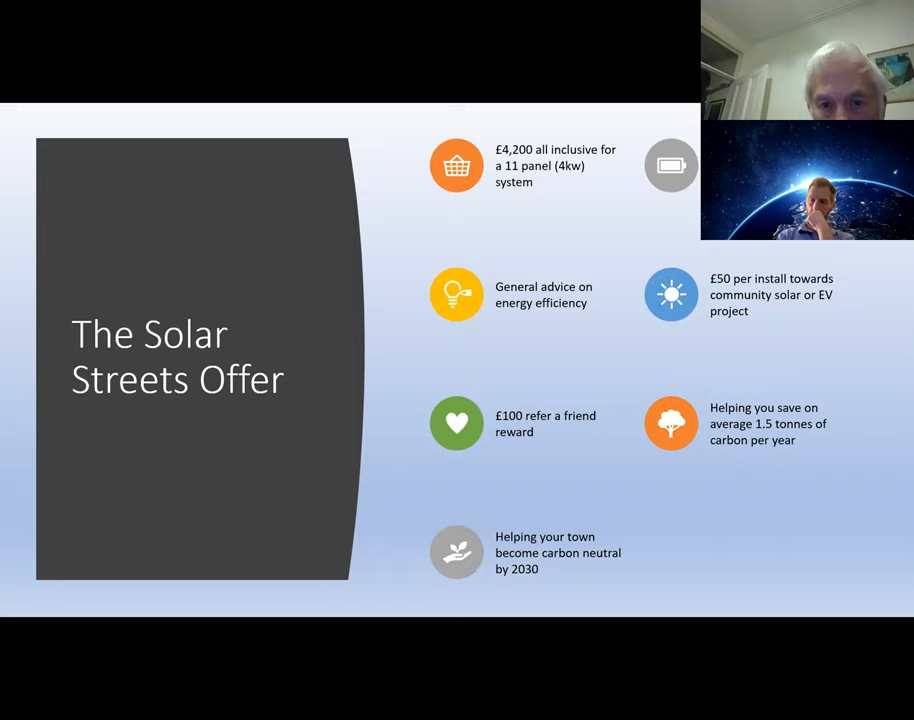 The Solar
Streets Offer
£4,200 all inclusive for
a 11 panel (4kw)
system
General advice on
energy efficiency
£50 per install towards
community solar or EV
project
£100 refer a friend
reward
Helping you save on
average 1.5 tonnes of
carbon per year
Helping your town
become carbon neutral
by 2030